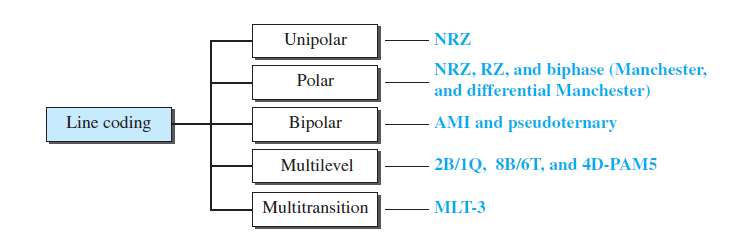 Unipolar
NRZ
Polar
NRZ, RZ, and biphase (Manchester,
and differential Manchester)
Line coding
Bipolar
AMI and pseudoternary
Multilevel
2B/1Q, 8B/6T, and 4D-PAM5
Multitransition
MLT-3